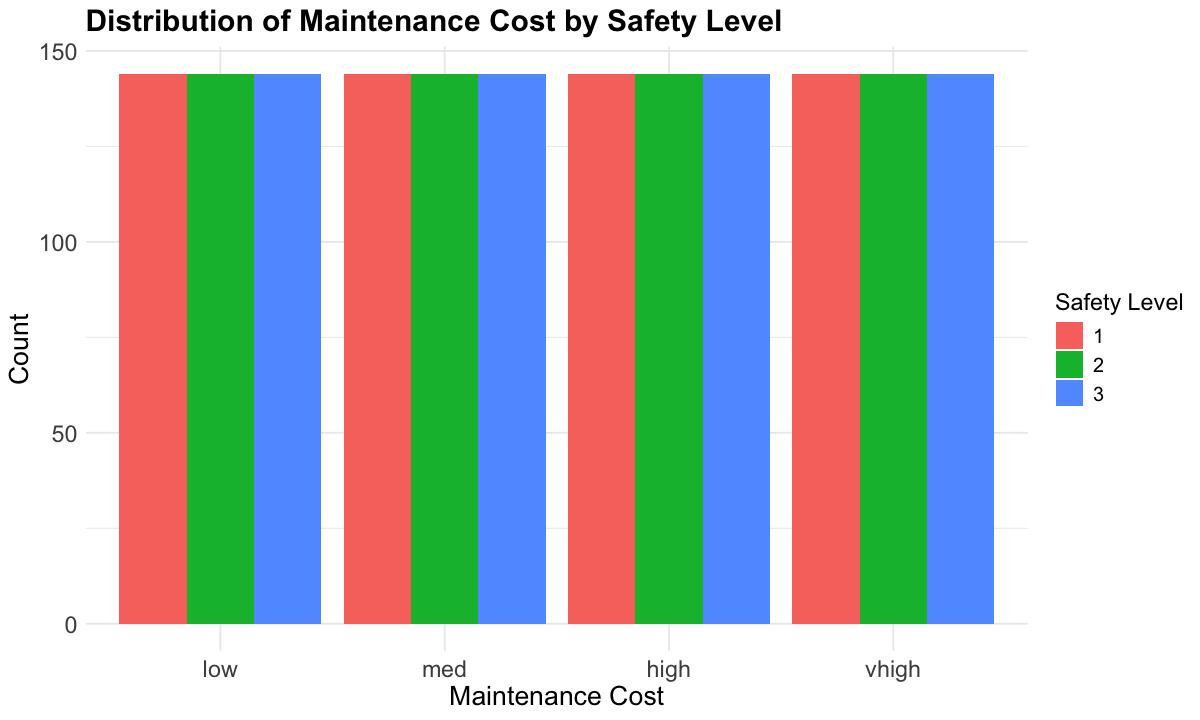 Distribution of Maintenance Cost by Safety Level
150
100
50
0
Count
low med high vhigh
Maintenance Cost
Safety Level
1
2
3